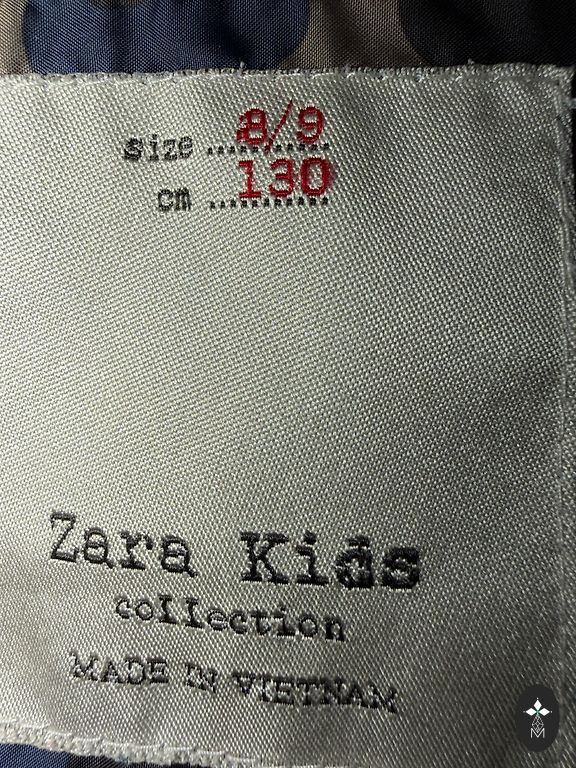 size 8/9
cm 130
Zara Kids
collection
MADE IN VIETNAM
M